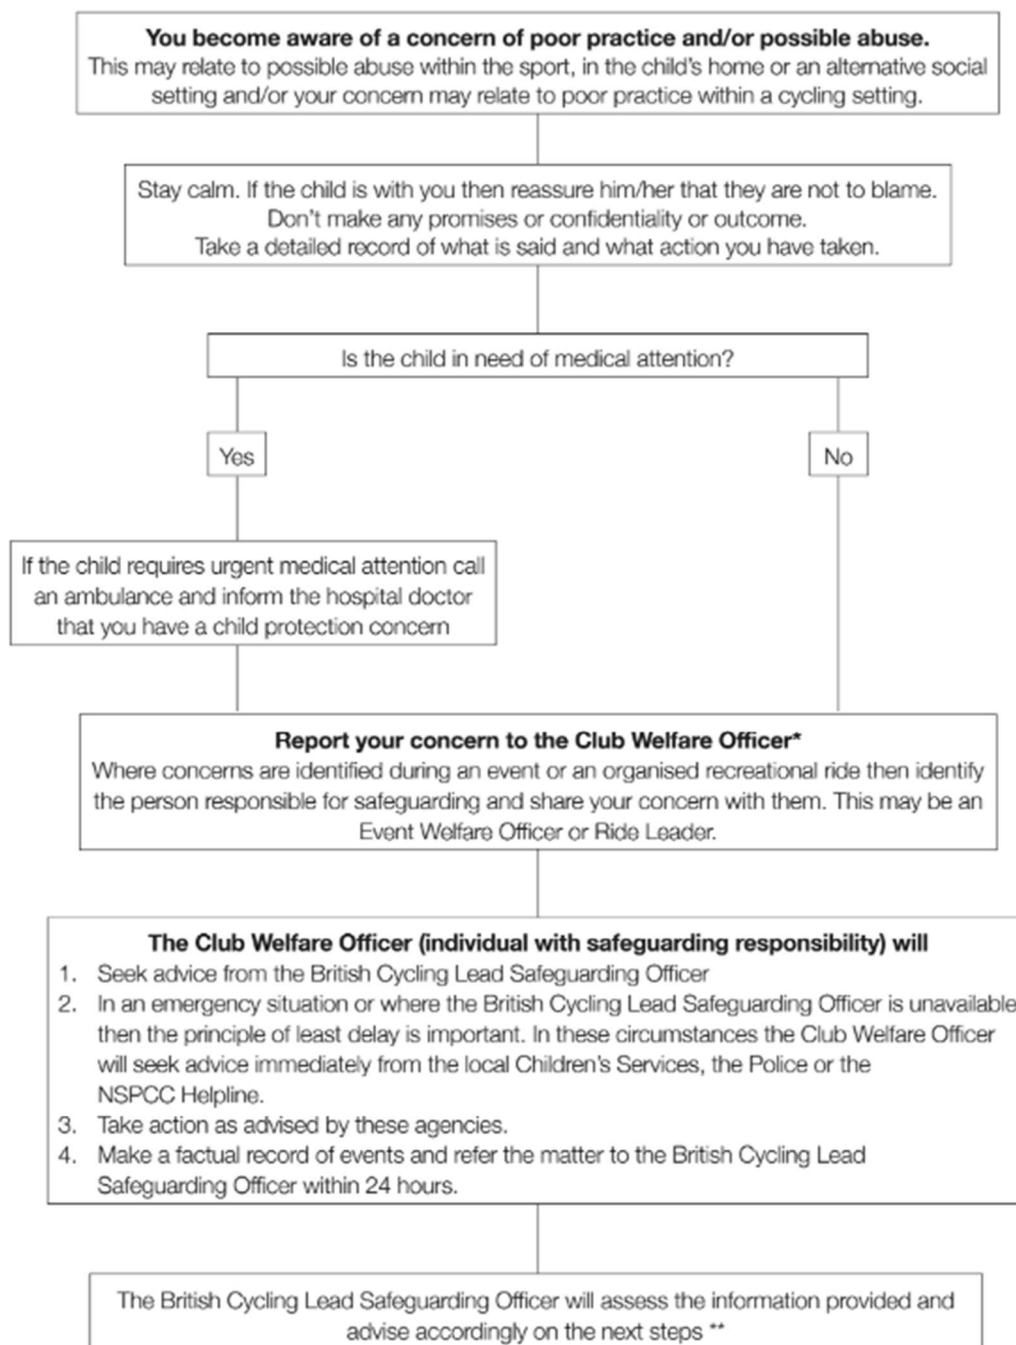 You become aware of a concern of poor practice and/or possible abuse.
This may relate to possible abuse within the sport, in the child's home or an alternative social
setting and/or your concern may relate to poor practice within a cycling setting.
Stay calm. If the child is with you then reassure him/her that they are not to blame.
Don't make any promises or confidentiality or outcome.
Take a detailed record of what is said and what action you have taken.
Is the child in need of medical attention?
Yes
No
If the child requires urgent medical attention call
an ambulance and inform the hospital doctor
that you have a child protection concern
Report your concern to the Club Welfare Officer*
Where concerns are identified during an event or an organised recreational ride then identify
the person responsible for safeguarding and share your concern with them. This may be an
Event Welfare Officer or Ride Leader.
The Club Welfare Officer (individual with safeguarding responsibility) will
1. Seek advice from the British Cycling Lead Safeguarding Officer
2. In an emergency situation or where the British Cycling Lead Safeguarding Officer is unavailable
then the principle of least delay is important. In these circumstances the Club Welfare Officer
will seek advice immediately from the local Children's Services, the Police or the
NSPCC Helpline.
3. Take action as advised by these agencies.
4. Make a factual record of events and refer the matter to the British Cycling Lead
Safeguarding Officer within 24 hours.
The British Cycling Lead Safeguarding Officer will assess the information provided and
advise accordingly on the next steps **